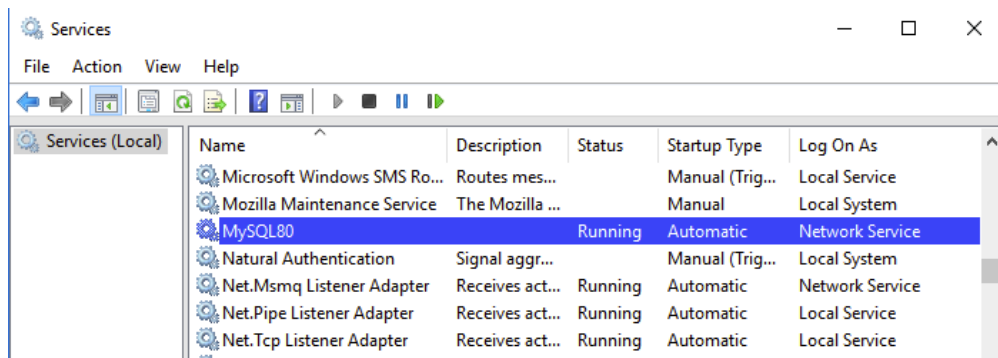 Services
File Action View Help
Services (Local)
Name Description Status Startup Type Log On As
Microsoft Windows SMS Ro... Routes mes... Manual (Trig... Local Service
Mozilla Maintenance Service The Mozilla ... Manual Local System
MySQL80 Running Automatic Network Service
Natural Authentication Signal aggr... Manual (Trig... Local System
Net.Msmq Listener Adapter Receives act... Running Automatic Network Service
Net.Pipe Listener Adapter Receives act... Running Automatic Local Service
Net.Tcp Listener Adapter Receives act... Running Automatic Local Service